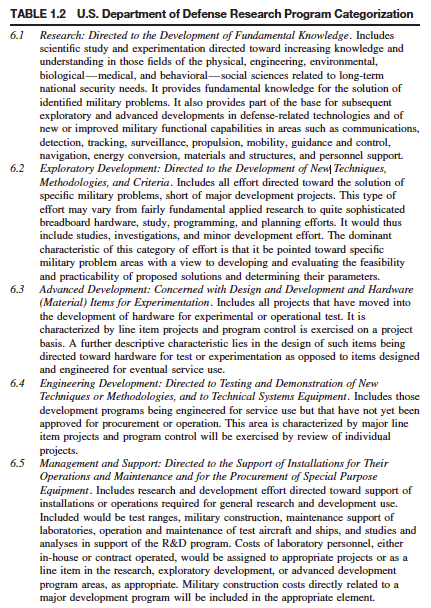 TABLE 1.2 U.S. Department of Defense Research Program Categorization
6.1 Research: Directed to the Development of Fundamental Knowledge. Includes
scientific study and experimentation directed toward increasing knowledge and
understanding in those fields of the physical, engineering, environmental,
biological—medical, and behavioral—social sciences related to long-term
national security needs. It provides fundamental knowledge for the solution of
identified military problems. It also provides part of the base for subsequent
exploratory and advanced developments in defense-related technologies and of
new or improved military functional capabilities in areas such as communications,
detection, tracking, surveillance, propulsion, mobility, guidance and control,
navigation, energy conversion, materials and structures, and personnel support.
6.2 Exploratory Development: Directed to the Development of New Techniques,
Methodologies, and Criteria. Includes all effort directed toward the solution of
specific military problems, short of major development projects. This type of
effort may vary from fairly fundamental applied research to quite sophisticated
breadboard hardware, study, programming, and planning efforts. It would thus
include studies, investigations, and minor development effort. The dominant
characteristic of this category of effort is that it be pointed toward specific
military problem areas with a view to developing and evaluating the feasibility
and practicability of proposed solutions and determining their parameters.
6.3 Advanced Development: Concerned with Design and Development and Hardware
(Material) Items for Experimentation. Includes all projects that have moved into
the development of hardware for experimental or operational test. It is
characterized by line item projects and program control is exercised on a project
basis. A further descriptive characteristic lies in the design of such items being
directed toward hardware for test or experimentation as opposed to items designed
and engineered for eventual service use.
6.4 Engineering Development: Directed to Testing and Demonstration of New
Techniques or Methodologies, and to Technical Systems Equipment. Includes those
development programs being engineered for service use but that have not yet been
approved for procurement or operation. This area is characterized by major line
item projects and program control will be exercised by review of individual
projects.
6.5 Management and Support: Directed to the Support of Installations for Their
Operations and Maintenance and for the Procurement of Special Purpose
Equipment. Includes research and development effort directed toward support of
installations or operations required for general research and development use.
Included would be test ranges, military construction, maintenance support of
laboratories, operation and maintenance of test aircraft and ships, and studies and
analyses in support of the R&D program. Costs of laboratory personnel, either
in-house or contract operated, would be assigned to appropriate projects or as a
line item in the research, exploratory development, or advanced development
program areas, as appropriate. Military construction costs directly related to a
major development program will be included in the appropriate element.